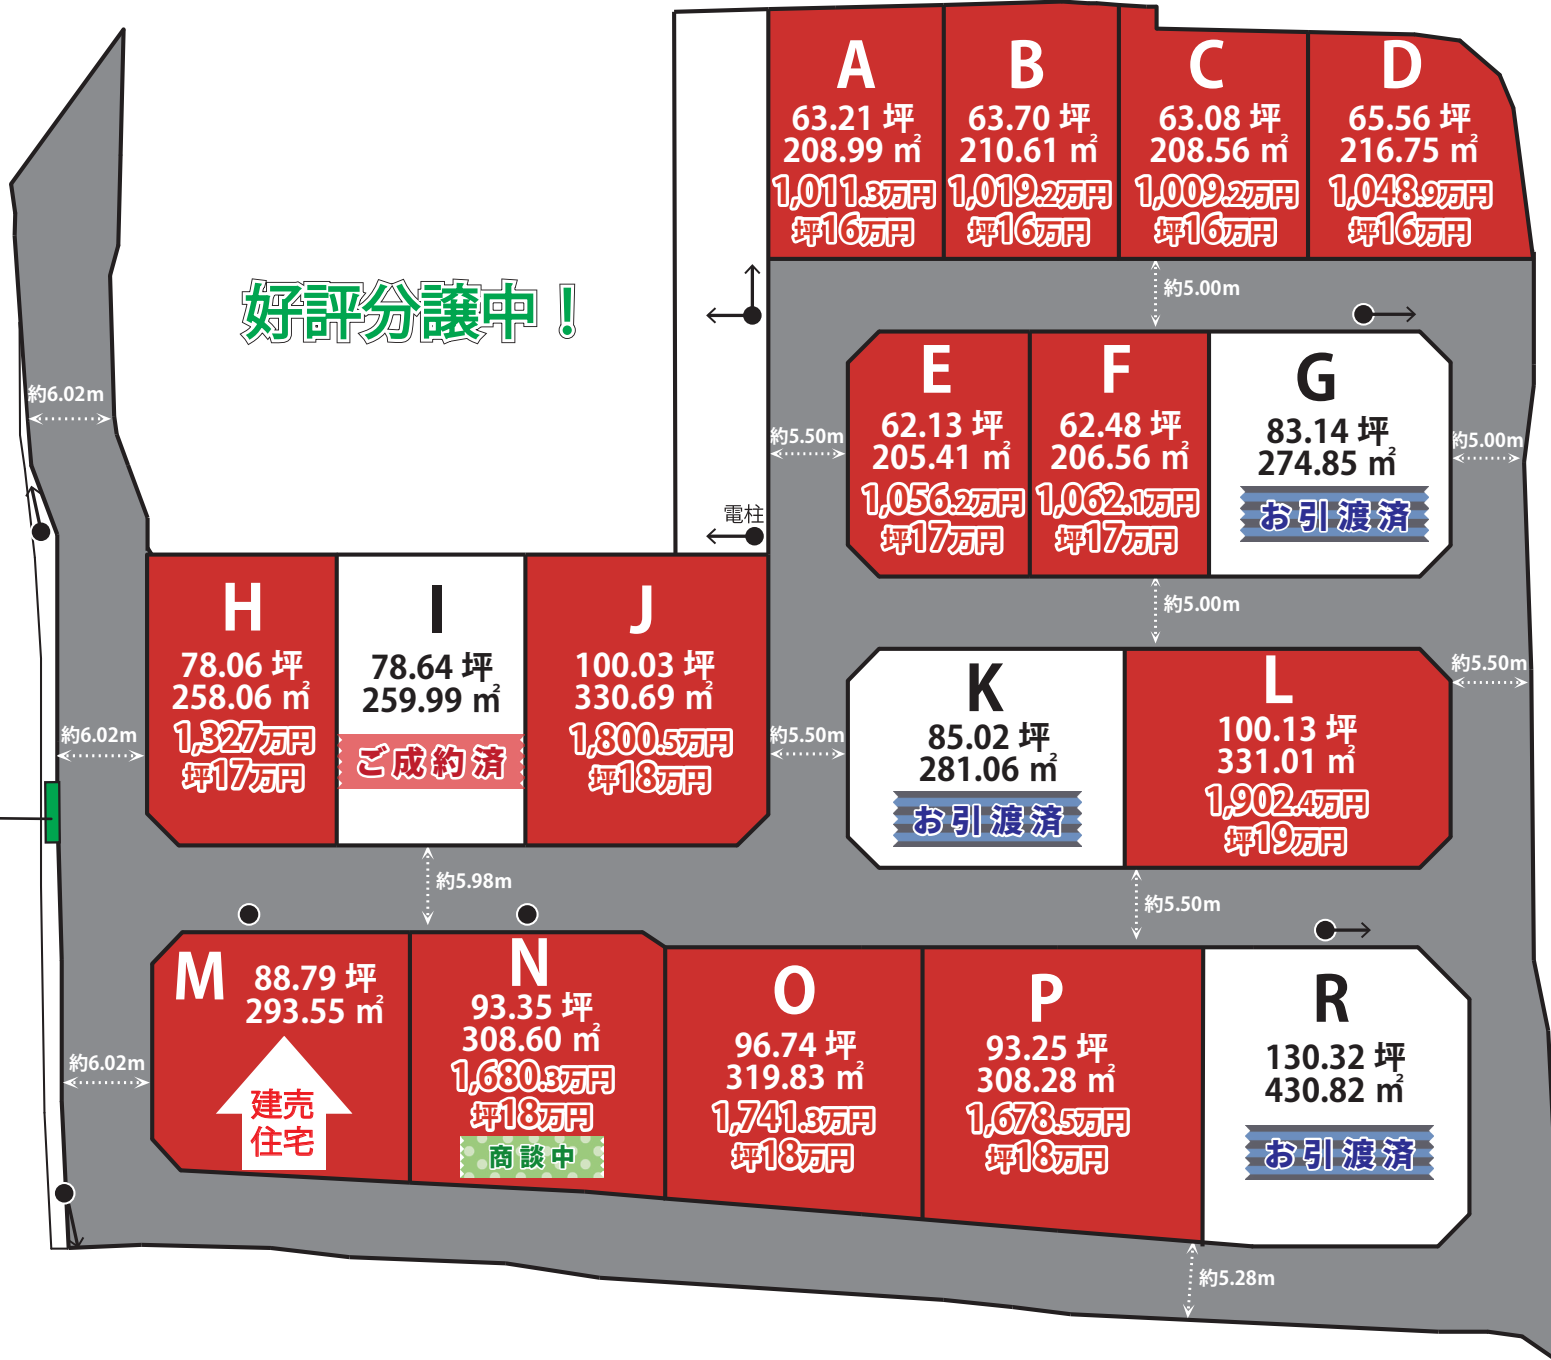 A
63.21 坪
208.99 ㎡
1,011.3万円
坪16万円
B
63.70 坪
210.61 ㎡
1,019.2万円
坪16万円
C
63.08 坪
208.56 ㎡
1,009.2万円
坪16万円
D
65.56 坪
216.75 ㎡
1,048.9万円
坪16万円
好評分譲中！
約5.00m
約6.02m
約5.50m
E
62.13 坪
205.41 ㎡
1,056.2万円
坪17万円
F
62.48 坪
206.56 ㎡
1,062.1万円
坪17万円
G
83.14 坪
274.85 ㎡
お引渡済
約5.00m
電柱
約5.00m
H
78.06 坪
258.06 ㎡
1,327万円
坪17万円
I
78.64 坪
259.99 ㎡
ご成約済
J
100.03 坪
330.69 ㎡
1,800.5万円
坪18万円
約6.02m
約5.50m
K
85.02 坪
281.06 ㎡
お引渡済
L
100.13 坪
331.01 ㎡
1,902.4万円
坪19万円
約5.50m
約5.98m
約5.50m
M
88.79 坪
293.55 ㎡
建売
住宅
約6.02m
N
93.35 坪
308.60 ㎡
1,680.3万円
坪18万円
商談中
O
96.74 坪
319.83 ㎡
1,741.3万円
坪18万円
P
93.25 坪
308.28 ㎡
1,678.5万円
坪18万円
R
130.32 坪
430.82 ㎡
お引渡済
約5.28m